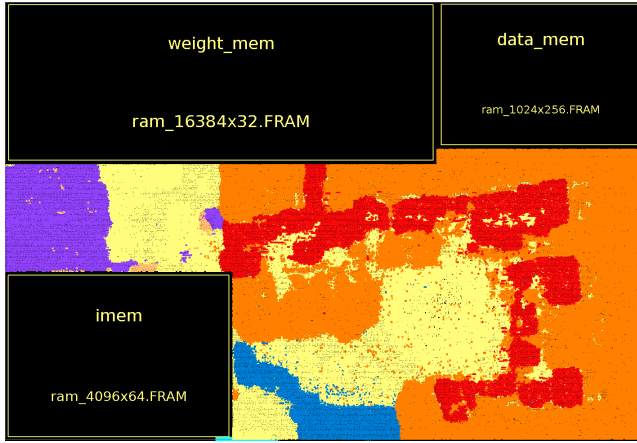 weight_mem
ram_16384x32.FRAM
data_mem
ram_1024x256.FRAM
imem
ram_4096x64.FRAM